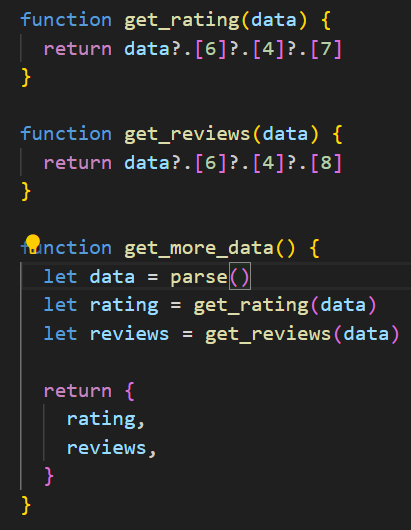 function get_rating(data) {
  return data?.[6]?.[4]?.[7]
}

function get_reviews(data) {
  return data?.[6]?.[4]?.[8]
}

function get_more_data() {
  let data = parse()
  let rating = get_rating(data)
  let reviews = get_reviews(data)

  return {
    rating,
    reviews,
  }
}